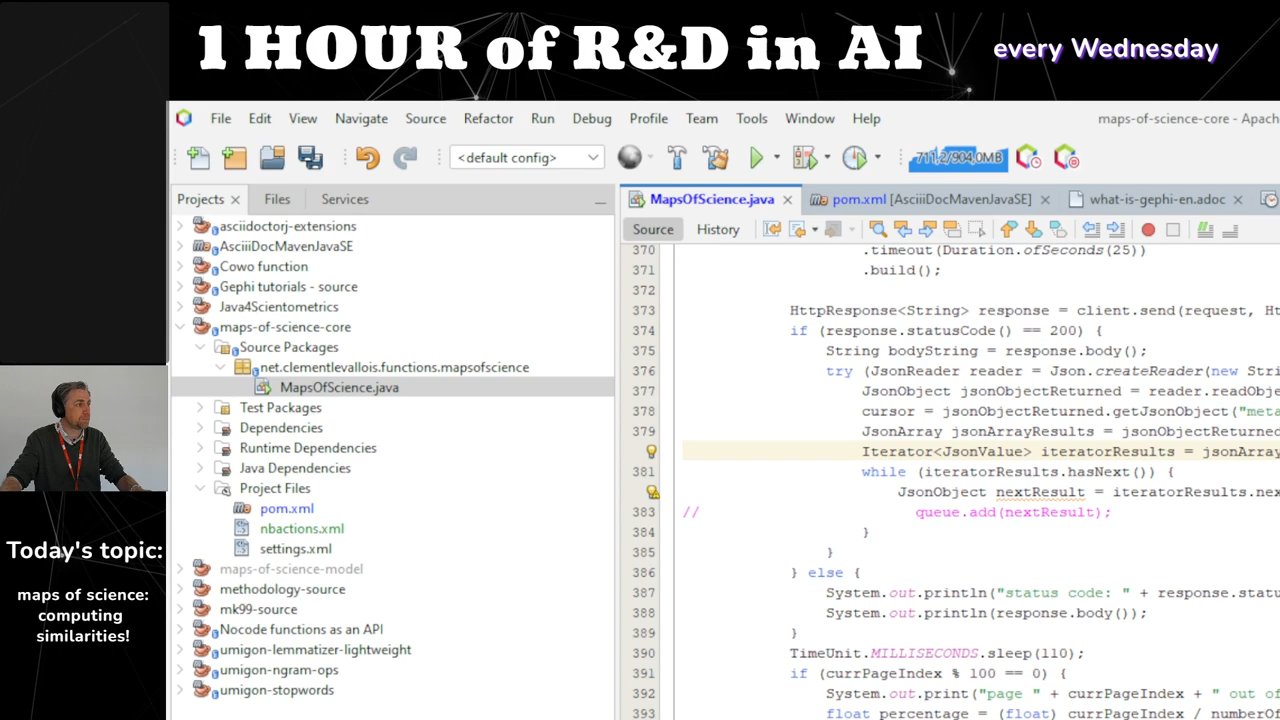 1 HOUR of R&D in AI
every Wednesday
File Edit View Navigate Source Refactor Run Debug Profile Team Tools Window Help
maps-of-science-core - Apach
<default config>
711,2/904,0MB
Projects Files Services
MapsOfScience.java
pom.xml [AsciiiDocMavenJavaSE]
what-is-gephi-en.adoc
Source History
asciidoctorj-extensions
AsciiiDocMavenJavaSE
Cowo function
Gephi tutorials - source
Java4Scientometrics
maps-of-science-core
Source Packages
net.clementlevallois.functions.mapsofscience
MapsOfScience.java
Test Packages
Dependencies
Runtime Dependencies
Java Dependencies
Project Files
pom.xml
nbactions.xml
settings.xml
maps-of-science-model
methodology-source
mk99-source
Nocode functions as an API
umigon-lemmatizer-lightweight
umigon-ngram-ops
umigon-stopwords
370 .timeout(Duration.ofSeconds(25))
371 .build();
372
373 HttpResponse<String> response = client.send(request, Ht
374 if (response.statusCode() == 200) {
375 String bodyString = response.body();
376 try (JsonReader reader = Json.createReader(new Stri
377 JsonObject jsonObjectReturned = reader.readObje
378 cursor = jsonObjectReturned.getJsonObject("meta
379 JsonArray jsonArrayResults = jsonObjectReturned
Iterator<JsonValue> iteratorResults = jsonArray
381 while (iteratorResults.hasNext()) {
JsonObject nextResult = iteratorResults.nex
383 // queue.add(nextResult);
384 }
385 }
386 } else {
387 System.out.println("status code: " + response.statu
388 System.out.println(response.body());
389 }
390 TimeUnit.MILLISECONDS.sleep(110);
391 if (currPageIndex % 100 == 0) {
392 System.out.print("page " + currPageIndex + " out of
393 float percentage = (float) currPageIndex / numberOf
Today's topic:
maps of science:
computing
similarities!